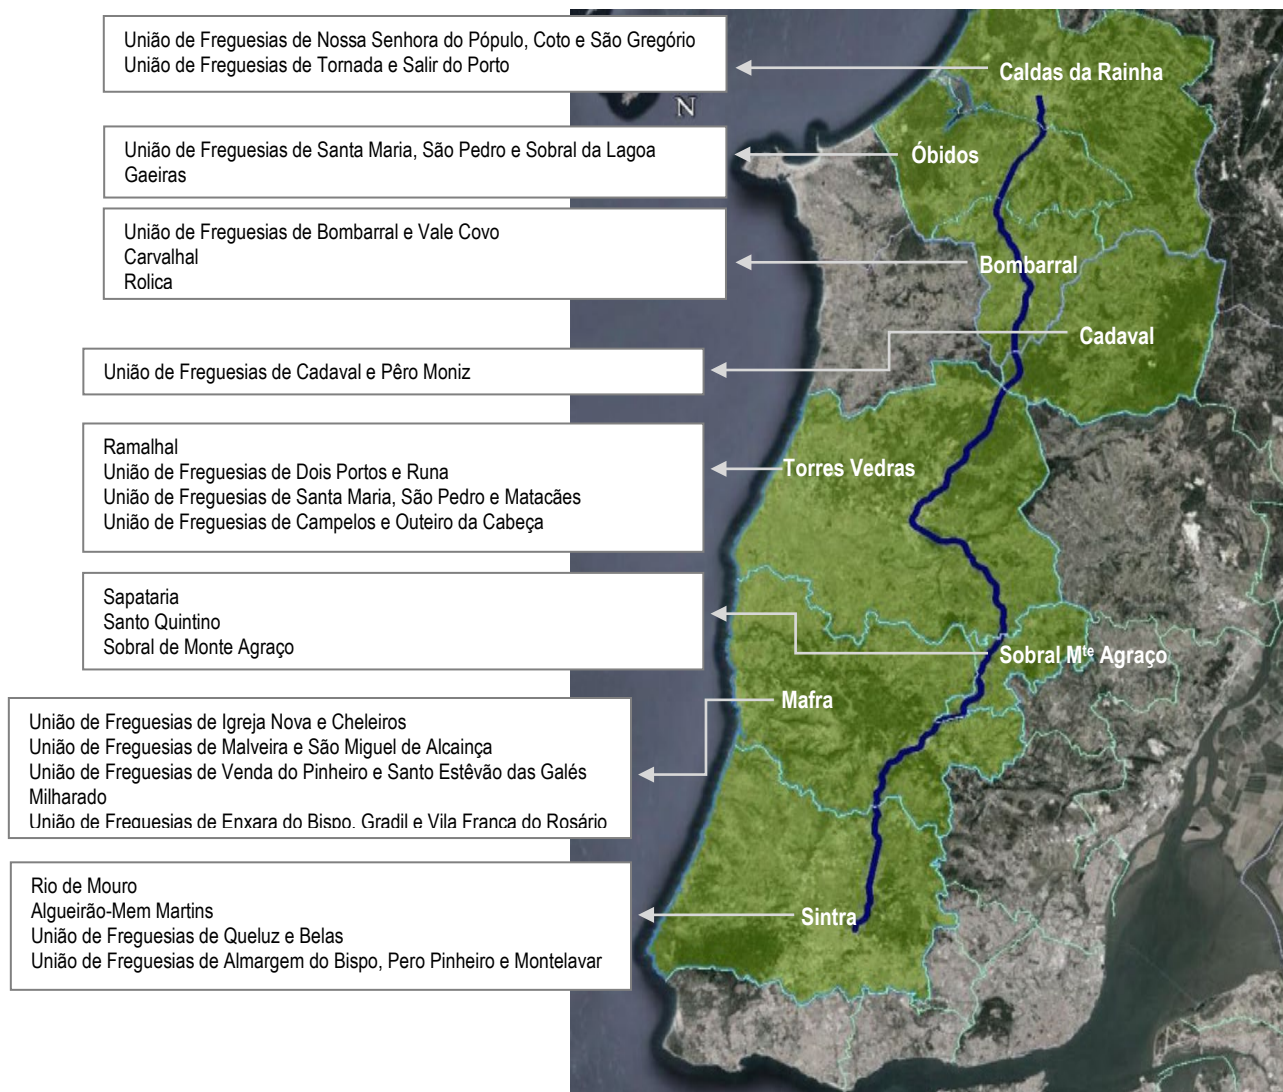 União de Freguesias de Nossa Senhora do Pópulo, Coto e São Gregório
União de Freguesias de Tornada e Salir do Porto
Caldas da Rainha
N
União de Freguesias de Santa Maria, São Pedro e Sobral da Lagoa
Gaeiras
Óbidos
União de Freguesias de Bombarral e Vale Covo
Carvalhal
Rolica
Bombarral
Cadaval
União de Freguesias de Cadaval e Pêro Moniz
Ramalhal
União de Freguesias de Dois Portos e Runa
União de Freguesias de Santa Maria, São Pedro e Matacães
União de Freguesias de Campelos e Outeiro da Cabeça
Torres Vedras
Sapataria
Santo Quintino
Sobral de Monte Agraço
Sobral Mte Agraço
União de Freguesias de Igreja Nova e Cheleiros
União de Freguesias de Malveira e São Miguel de Alcainça
União de Freguesias de Venda do Pinheiro e Santo Estêvão das Galés
Milharado
União de Freguesias de Enxara do Bispo, Gradil e Vila Franca do Rosário
Mafra
Rio de Mouro
Algueirão-Mem Martins
União de Freguesias de Queluz e Belas
União de Freguesias de Almargem do Bispo, Pero Pinheiro e Montelavar
Sintra